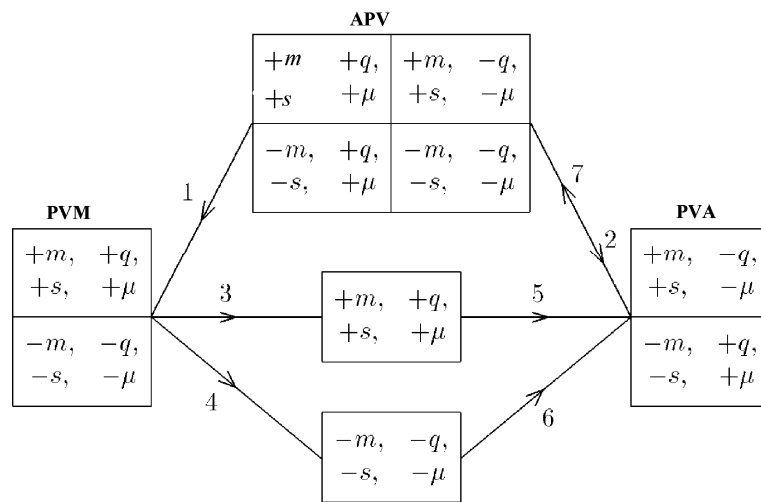 APV
+m +q, +m, −q,
+s +μ +s, −μ
−m, +q, −m, −q,
−s, +μ −s, −μ
1
7
2
PVM
PVA
+m, +q,
+s, +μ
−m, −q,
−s, −μ
3
+m, +q,
+s, +μ
5
+m, −q,
+s, −μ
−m, +q,
−s, +μ
4
−m, −q,
−s, −μ
6